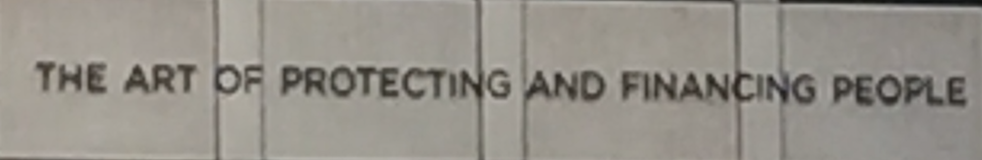 THE ART OF PROTECTING AND FINANCING PEOPLE